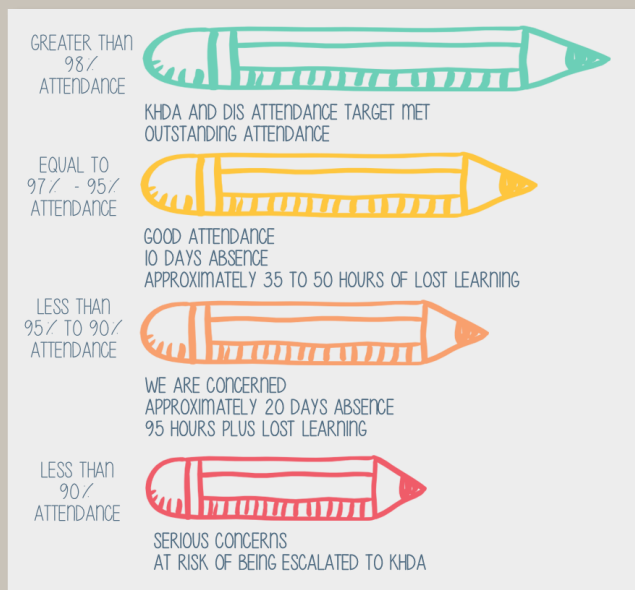 GREATER THAN
98%
ATTENDANCE
KHDA AND DIS ATTENDANCE TARGET MET
OUTSTANDING ATTENDANCE
EQUAL TO
97% - 95%
ATTENDANCE
GOOD ATTENDANCE
10 DAYS ABSENCE
APPROXIMATELY 35 TO 50 HOURS OF LOST LEARNING
LESS THAN
95% TO 90%
ATTENDANCE
WE ARE CONCERNED
APPROXIMATELY 20 DAYS ABSENCE
95 HOURS PLUS LOST LEARNING
LESS THAN
90%
ATTENDANCE
SERIOUS CONCERNS
AT RISK OF BEING ESCALATED TO KHDA